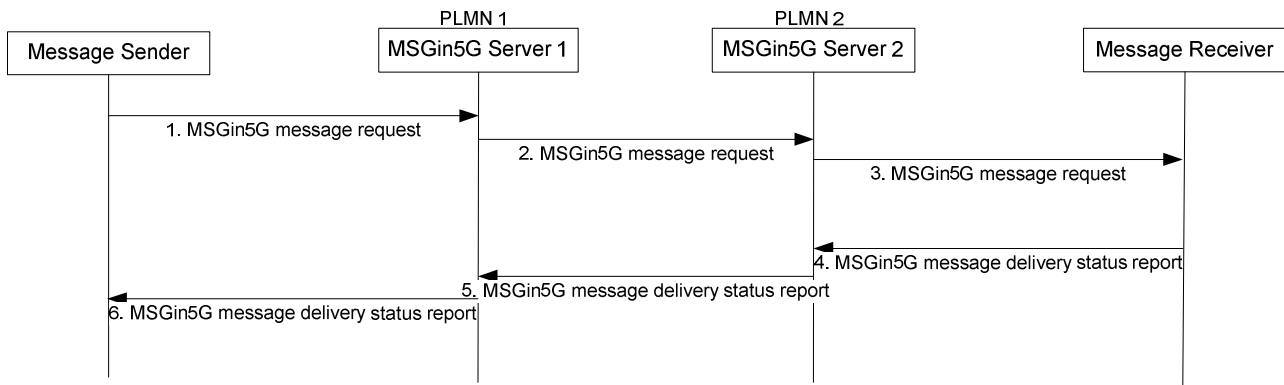 PLMN 1
PLMN 2
Message Sender
MSGin5G Server 1
MSGin5G Server 2
Message Receiver
1. MSGin5G message request
2. MSGin5G message request
3. MSGin5G message request
4. MSGin5G message delivery status report
5. MSGin5G message delivery status report
6. MSGin5G message delivery status report